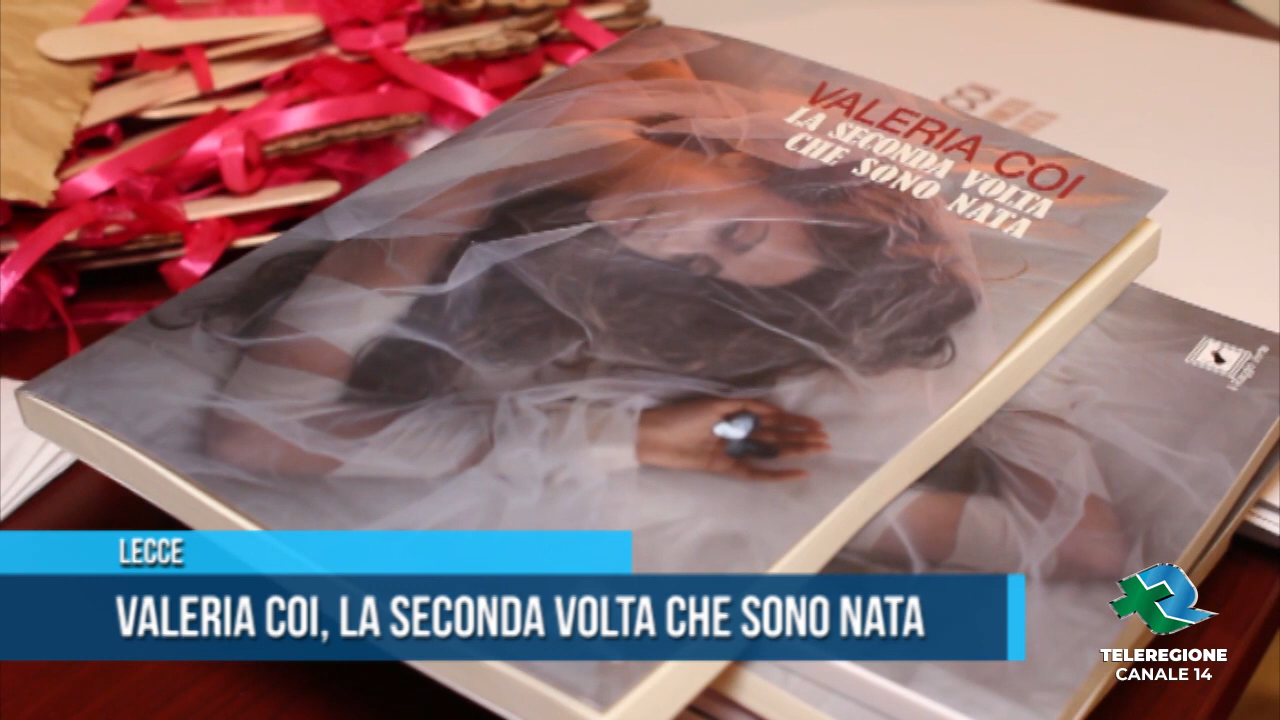 VALERIA COI
LA SECONDA VOLTA
CHE SONO NATA
LECCE
VALERIA COI, LA SECONDA VOLTA CHE SONO NATA
TELEREGIONE
CANALE 14